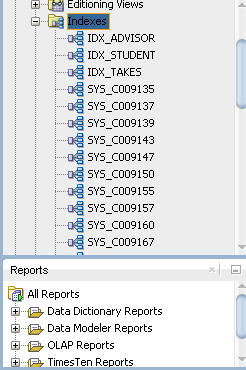 Editioning Views
Indexes
IDX_ADVISOR
IDX_STUDENT
IDX_TAKES
SYS_C009135
SYS_C009137
SYS_C009139
SYS_C009143
SYS_C009147
SYS_C009150
SYS_C009155
SYS_C009157
SYS_C009160
SYS_C009167
Reports
All Reports
Data Dictionary Reports
Data Modeler Reports
OLAP Reports
TimesTen Reports